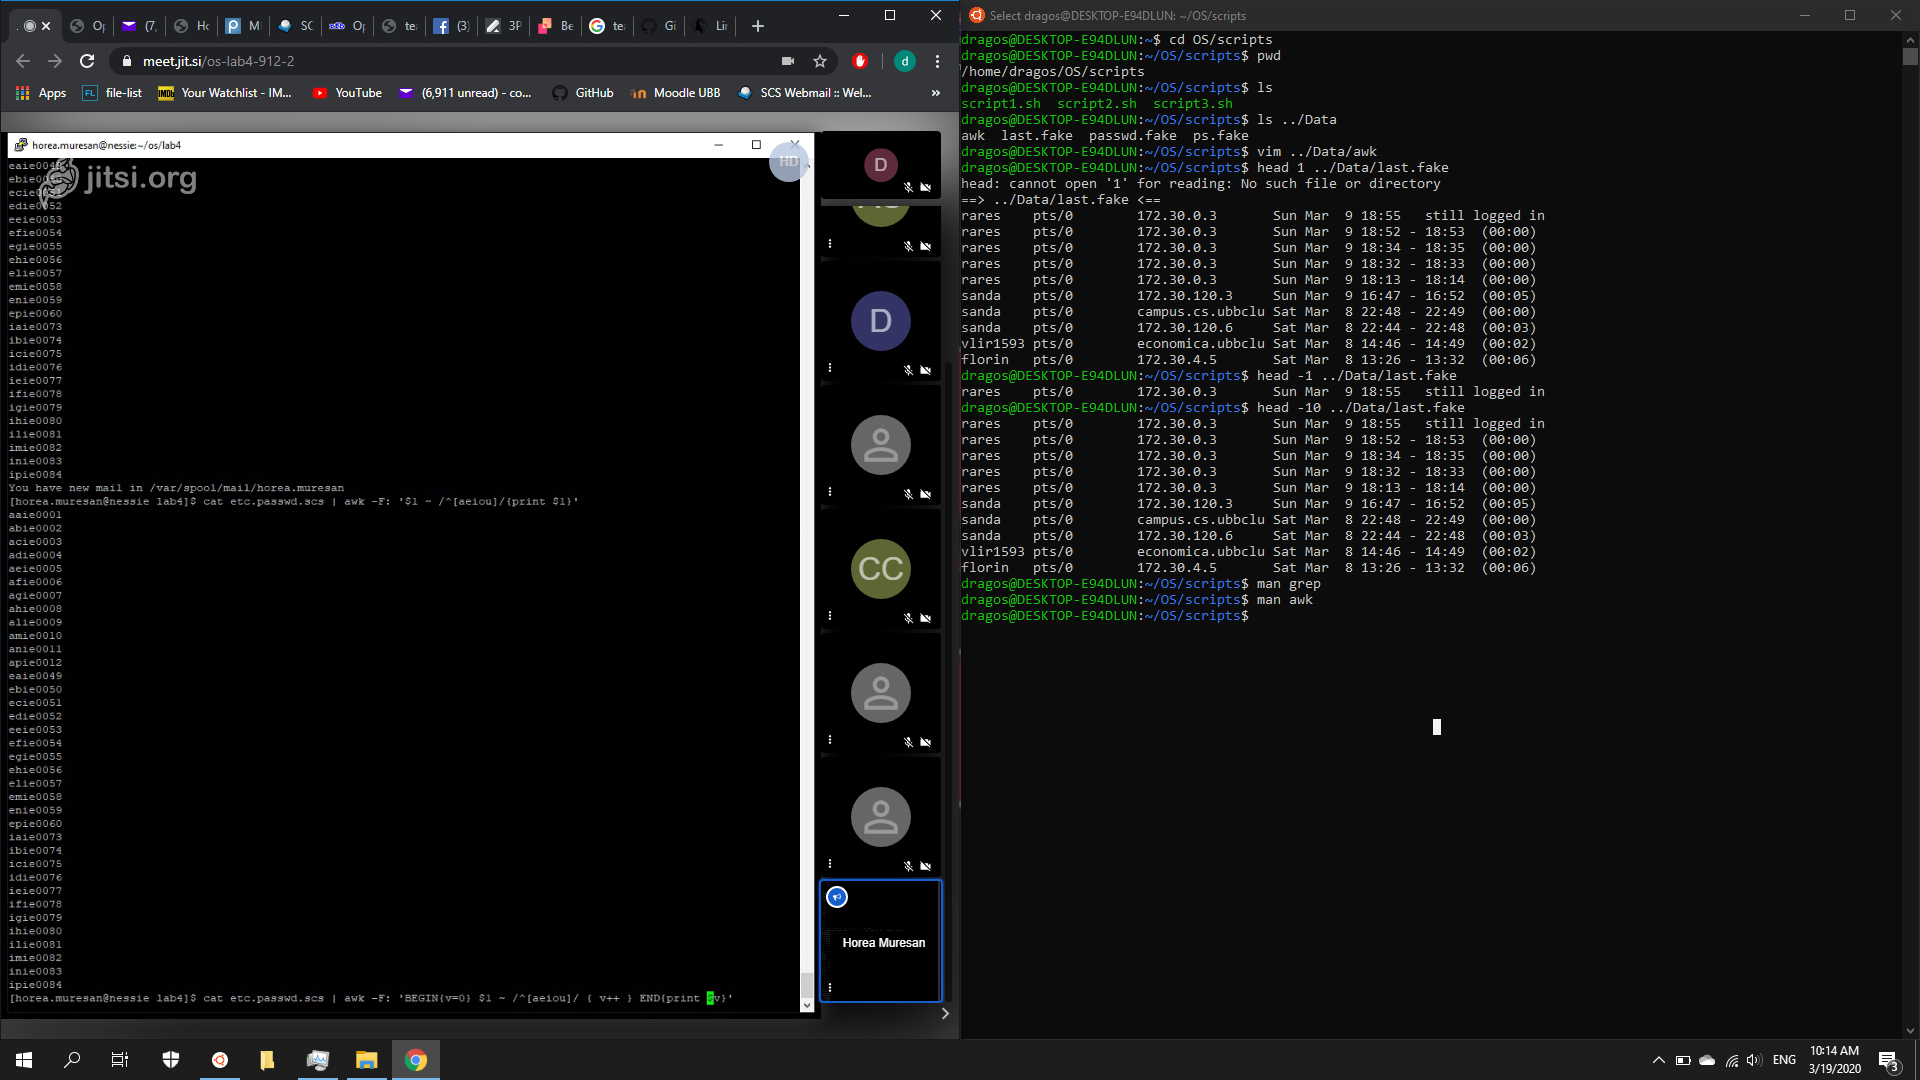 Op
(7,
Ho
MI
SC
Op
te
(3)
3P
Be
te
Gi
Lir
meet.jit.si/os-lab4-912-2
d
Apps
FL file-list
IMDb Your Watchlist - IM...
YouTube
(6,911 unread) - co...
GitHub
Moodle UBB
SCS Webmail :: Wel...
»
horea.muresan@nessie:~/os/lab4
HD
jitsi.org
edie0052
eeie0053
efie0054
egie0055
ehie0056
elie0057
emie0058
enie0059
epie0060
iaie0073
ibie0074
icie0075
idie0076
ieie0077
ifie0078
igie0079
ihie0080
ilie0081
imie0082
inie0083
ipie0084
You have new mail in /var/spool/mail/horea.muresan
[horea.muresan@nessie lab4]$ cat etc.passwd.scs | awk -F: '$1 ~ /^[aeiou]/{print $1}'
aaie0001
abie0002
acie0003
adie0004
aeie0005
afie0006
agie0007
ahie0008
alie0009
amie0010
anie0011
apie0012
eaie0049
ebie0050
ecie0051
edie0052
eeie0053
efie0054
egie0055
ehie0056
elie0057
emie0058
enie0059
epie0060
iaie0073
ibie0074
icie0075
idie0076
ieie0077
ifie0078
igie0079
ihie0080
ilie0081
imie0082
inie0083
ipie0084
[horea.muresan@nessie lab4]$ cat etc.passwd.scs | awk -F: 'BEGIN{v=0} $1 ~ /^[aeiou]/ { v++ } END{print $v}'
D
D
CC
Horea Muresan
Select dragos@DESKTOP-E94DLUN: ~/OS/scripts
dragos@DESKTOP-E94DLUN:~$ cd OS/scripts
dragos@DESKTOP-E94DLUN:~/OS/scripts$ pwd
/home/dragos/OS/scripts
dragos@DESKTOP-E94DLUN:~/OS/scripts$ ls
script1.sh script2.sh script3.sh
dragos@DESKTOP-E94DLUN:~/OS/scripts$ ls ../Data
awk last.fake passwd.fake ps.fake
dragos@DESKTOP-E94DLUN:~/OS/scripts$ vim ../Data/awk
dragos@DESKTOP-E94DLUN:~/OS/scripts$ head 1 ../Data/last.fake
head: cannot open '1' for reading: No such file or directory
==> ../Data/last.fake <==
rares pts/0 172.30.0.3 Sun Mar 9 18:55 still logged in
rares pts/0 172.30.0.3 Sun Mar 9 18:52 - 18:53 (00:00)
rares pts/0 172.30.0.3 Sun Mar 9 18:34 - 18:35 (00:00)
rares pts/0 172.30.0.3 Sun Mar 9 18:32 - 18:33 (00:00)
rares pts/0 172.30.0.3 Sun Mar 9 18:13 - 18:14 (00:00)
sanda pts/0 172.30.120.3 Sun Mar 9 16:47 - 16:52 (00:05)
sanda pts/0 campus.cs.ubbclu Sat Mar 8 22:48 - 22:49 (00:00)
sanda pts/0 172.30.120.6 Sat Mar 8 22:44 - 22:48 (00:03)
vlir1593 pts/0 economica.ubbclu Sat Mar 8 14:46 - 14:49 (00:02)
florin pts/0 172.30.4.5 Sat Mar 8 13:26 - 13:32 (00:06)
dragos@DESKTOP-E94DLUN:~/OS/scripts$ head -1 ../Data/last.fake
rares pts/0 172.30.0.3 Sun Mar 9 18:55 still logged in
dragos@DESKTOP-E94DLUN:~/OS/scripts$ head -10 ../Data/last.fake
rares pts/0 172.30.0.3 Sun Mar 9 18:55 still logged in
rares pts/0 172.30.0.3 Sun Mar 9 18:52 - 18:53 (00:00)
rares pts/0 172.30.0.3 Sun Mar 9 18:34 - 18:35 (00:00)
rares pts/0 172.30.0.3 Sun Mar 9 18:32 - 18:33 (00:00)
rares pts/0 172.30.0.3 Sun Mar 9 18:13 - 18:14 (00:00)
sanda pts/0 172.30.120.3 Sun Mar 9 16:47 - 16:52 (00:05)
sanda pts/0 campus.cs.ubbclu Sat Mar 8 22:48 - 22:49 (00:00)
sanda pts/0 172.30.120.6 Sat Mar 8 22:44 - 22:48 (00:03)
vlir1593 pts/0 economica.ubbclu Sat Mar 8 14:46 - 14:49 (00:02)
florin pts/0 172.30.4.5 Sat Mar 8 13:26 - 13:32 (00:06)
dragos@DESKTOP-E94DLUN:~/OS/scripts$ man grep
dragos@DESKTOP-E94DLUN:~/OS/scripts$ man awk
dragos@DESKTOP-E94DLUN:~/OS/scripts$
ENG
10:14 AM
3/19/2020
3